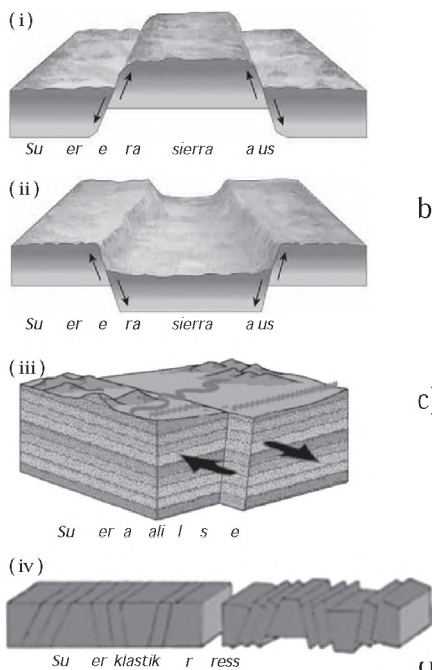 (i)
Su er e ra sierra a us
(ii)
Su er e ra sierra a us
b
(iii)
c)
Su er a ali l s e
(iv)
Su er klastik r ress